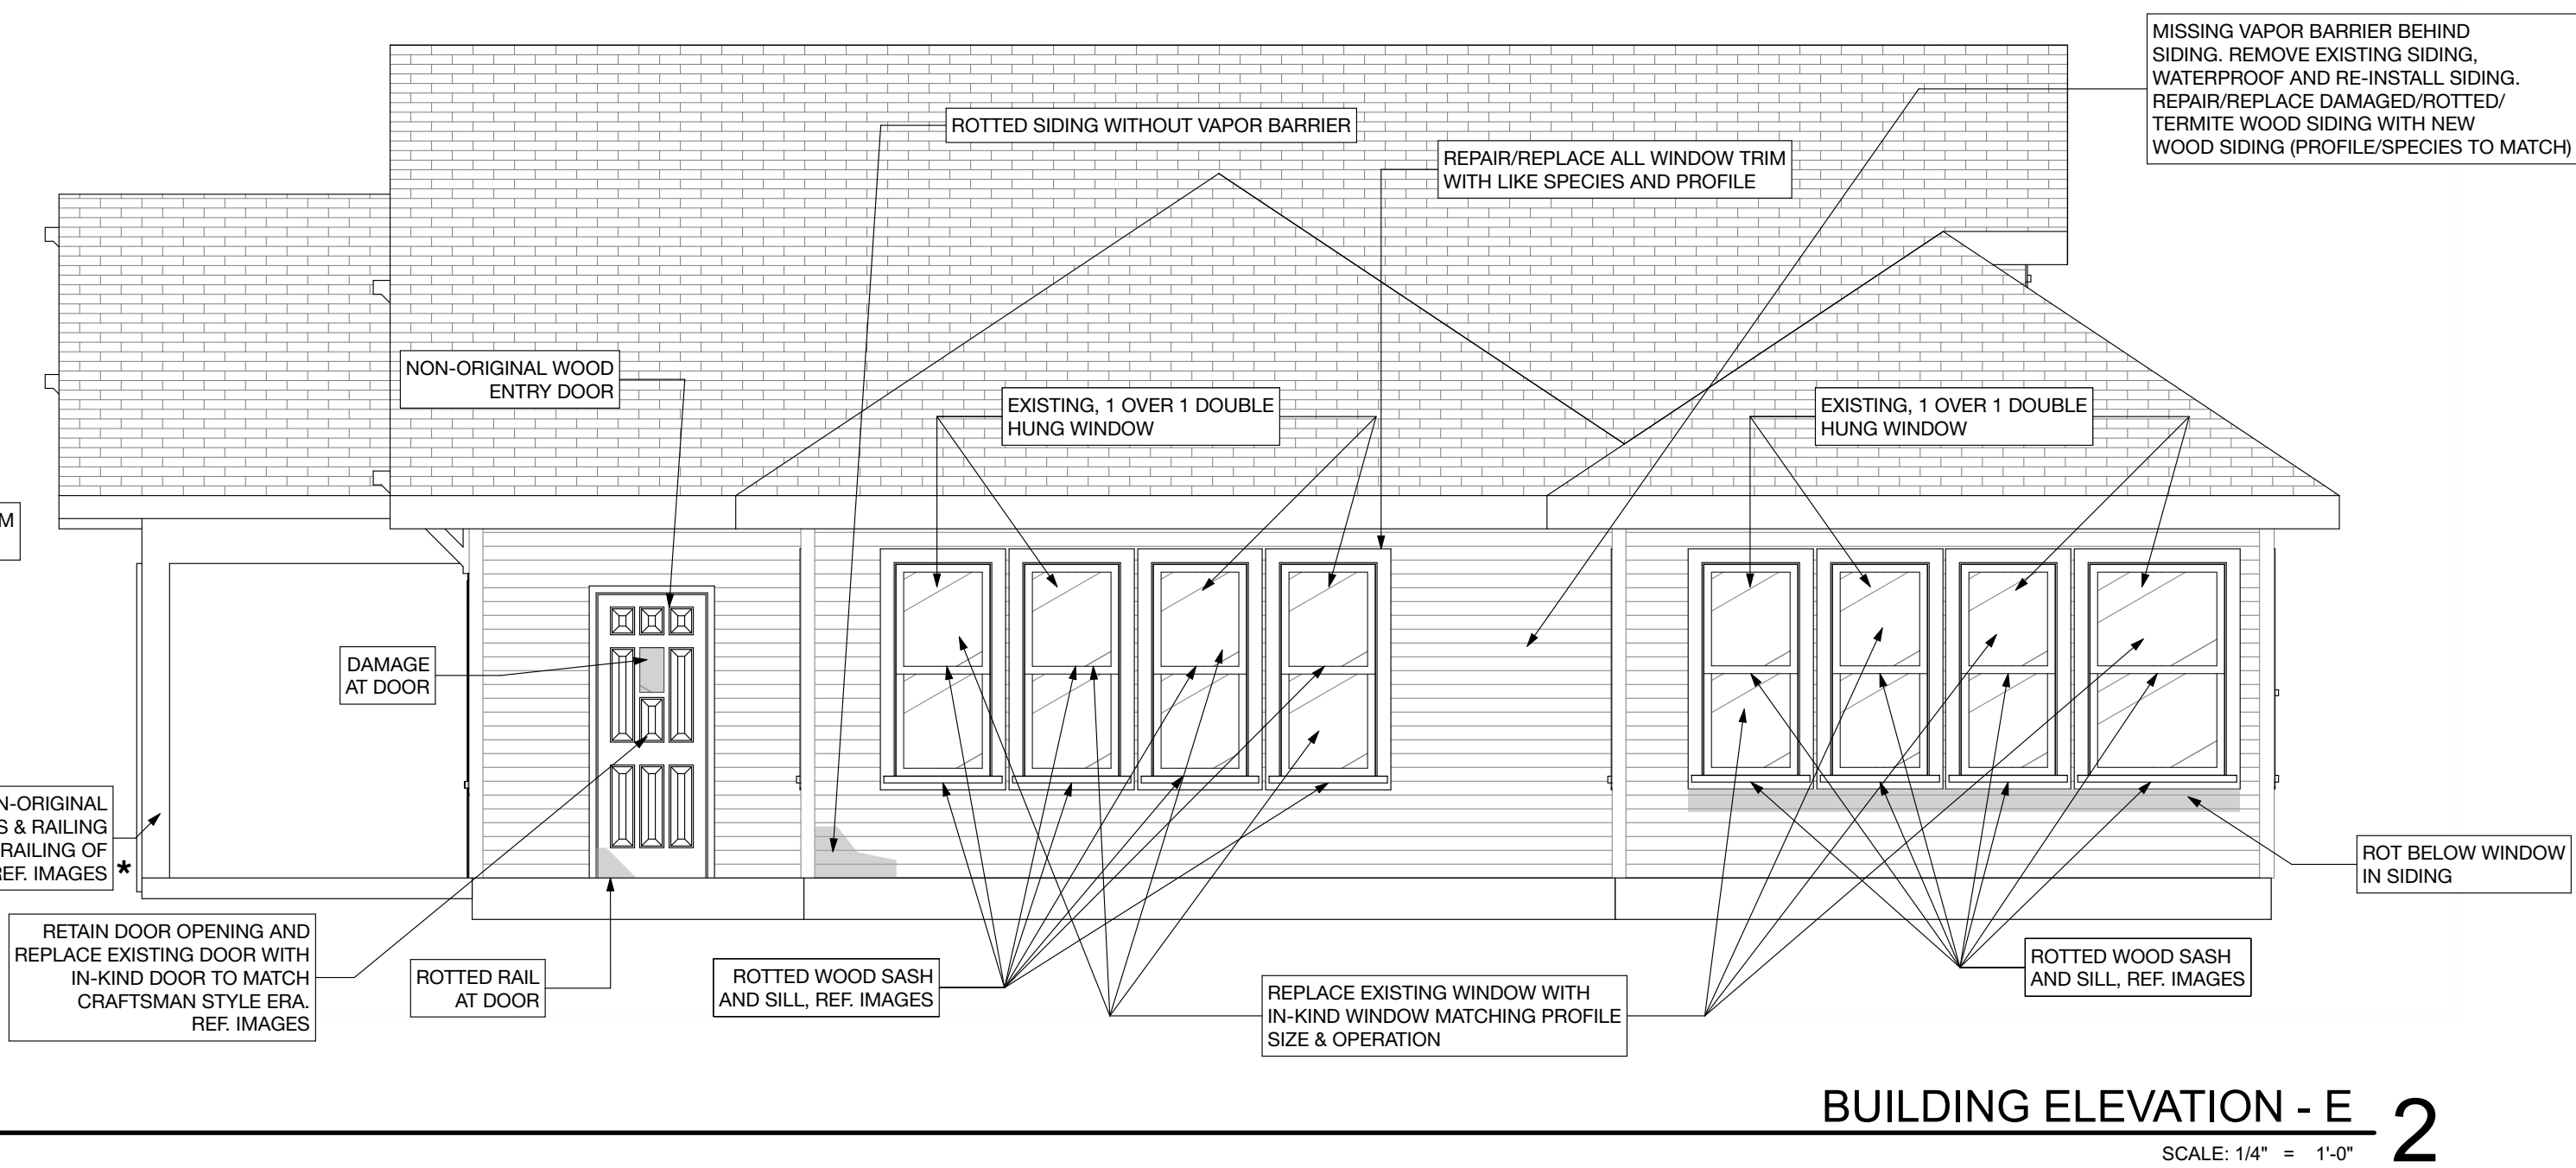 MISSING VAPOR BARRIER BEHIND
SIDING. REMOVE EXISTING SIDING,
WATERPROOF AND RE-INSTALL SIDING.
REPAIR/REPLACE DAMAGED/ROTTED/
TERMITE WOOD SIDING WITH NEW
WOOD SIDING (PROFILE/SPECIES TO MATCH)
ROTTED SIDING WITHOUT VAPOR BARRIER
REPAIR/REPLACE ALL WINDOW TRIM
WITH LIKE SPECIES AND PROFILE
NON-ORIGINAL WOOD
ENTRY DOOR
EXISTING, 1 OVER 1 DOUBLE
HUNG WINDOW
EXISTING, 1 OVER 1 DOUBLE
HUNG WINDOW
M
DAMAGE
AT DOOR
N-ORIGINAL
S & RAILING
RAILING OF
REF. IMAGES *
ROT BELOW WINDOW
IN SIDING
RETAIN DOOR OPENING AND
REPLACE EXISTING DOOR WITH
IN-KIND DOOR TO MATCH
CRAFTSMAN STYLE ERA.
REF. IMAGES
ROTTED RAIL
AT DOOR
ROTTED WOOD SASH
AND SILL, REF. IMAGES
REPLACE EXISTING WINDOW WITH
IN-KIND WINDOW MATCHING PROFILE
SIZE & OPERATION
ROTTED WOOD SASH
AND SILL, REF. IMAGES
BUILDING ELEVATION - E 2
SCALE: 1/4" = 1'-0"